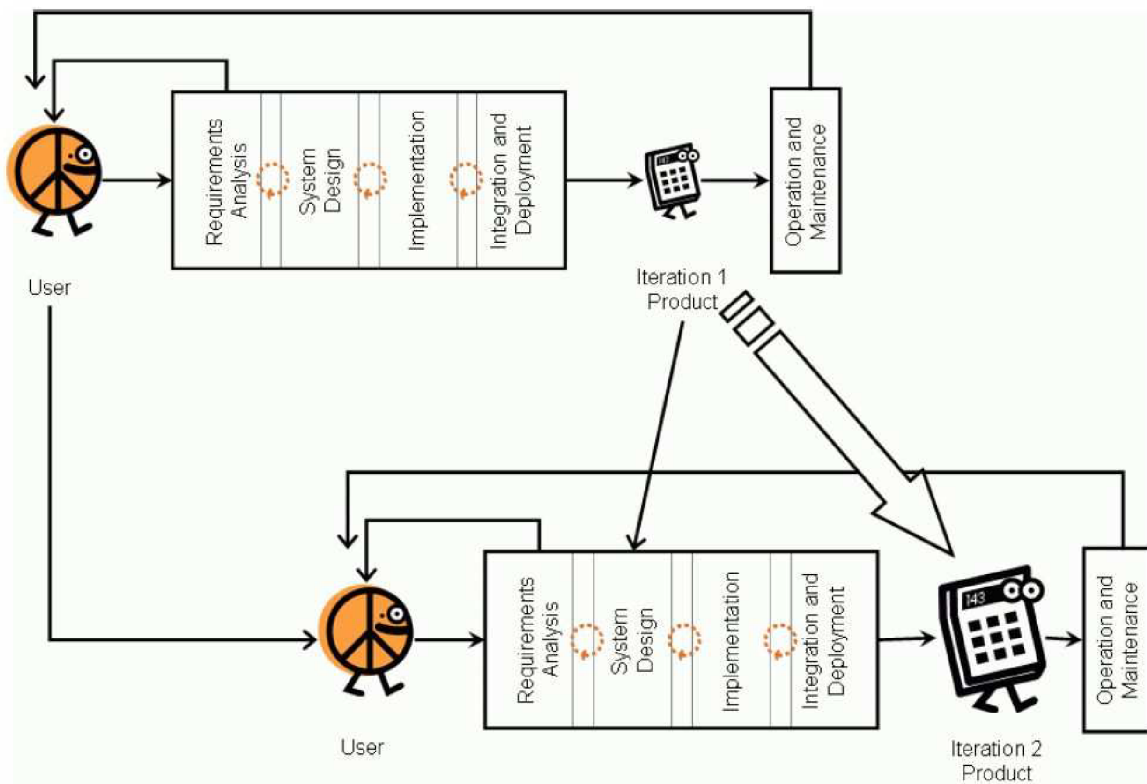 Requirements
Analysis
System
Design
Implementation
Integration and
Deployment
Operation and
Maintenance
User
Iteration 1
Product
Requirements
Analysis
System
Design
Implementation
Integration and
Deployment
143
Operation and
Maintenance
User
Iteration 2
Product